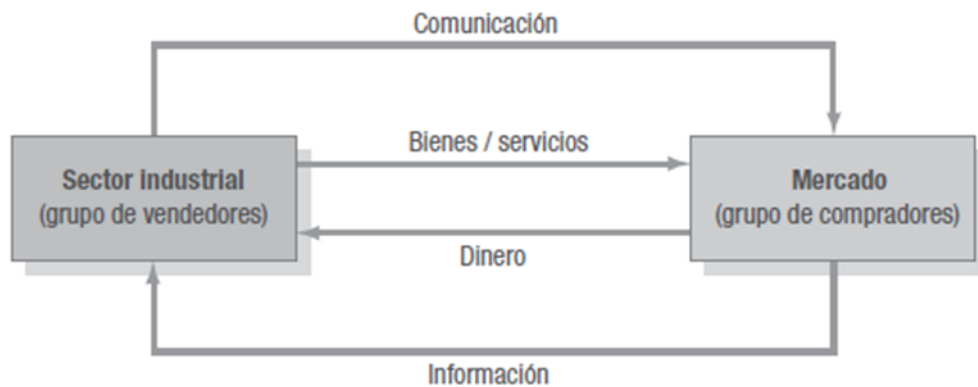 Comunicación
Bienes / servicios
Sector industrial
(grupo de vendedores)
Mercado
(grupo de compradores)
Dinero
Información